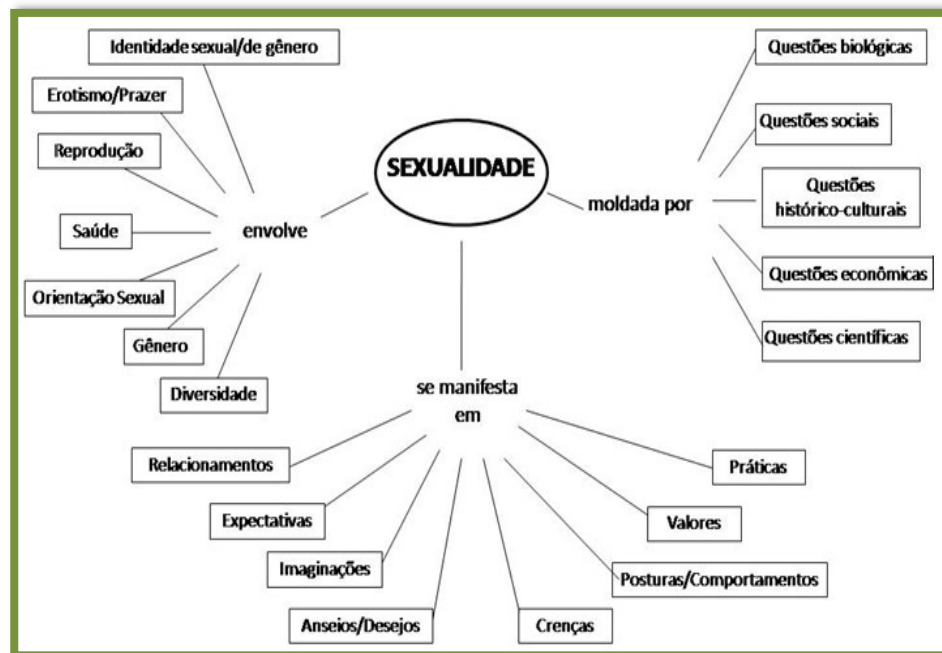 SEXUALIDADE
envolve
Identidade sexual/de gênero
Erotismo/Prazer
Reprodução
Saúde
Orientação Sexual
Gênero
Diversidade
moldada por
Questões biológicas
Questões sociais
Questões
histórico-culturais
Questões econômicas
Questões científicas
se manifesta
em
Relacionamentos
Expectativas
Imaginações
Anseios/Desejos
Crenças
Posturas/Comportamentos
Valores
Práticas